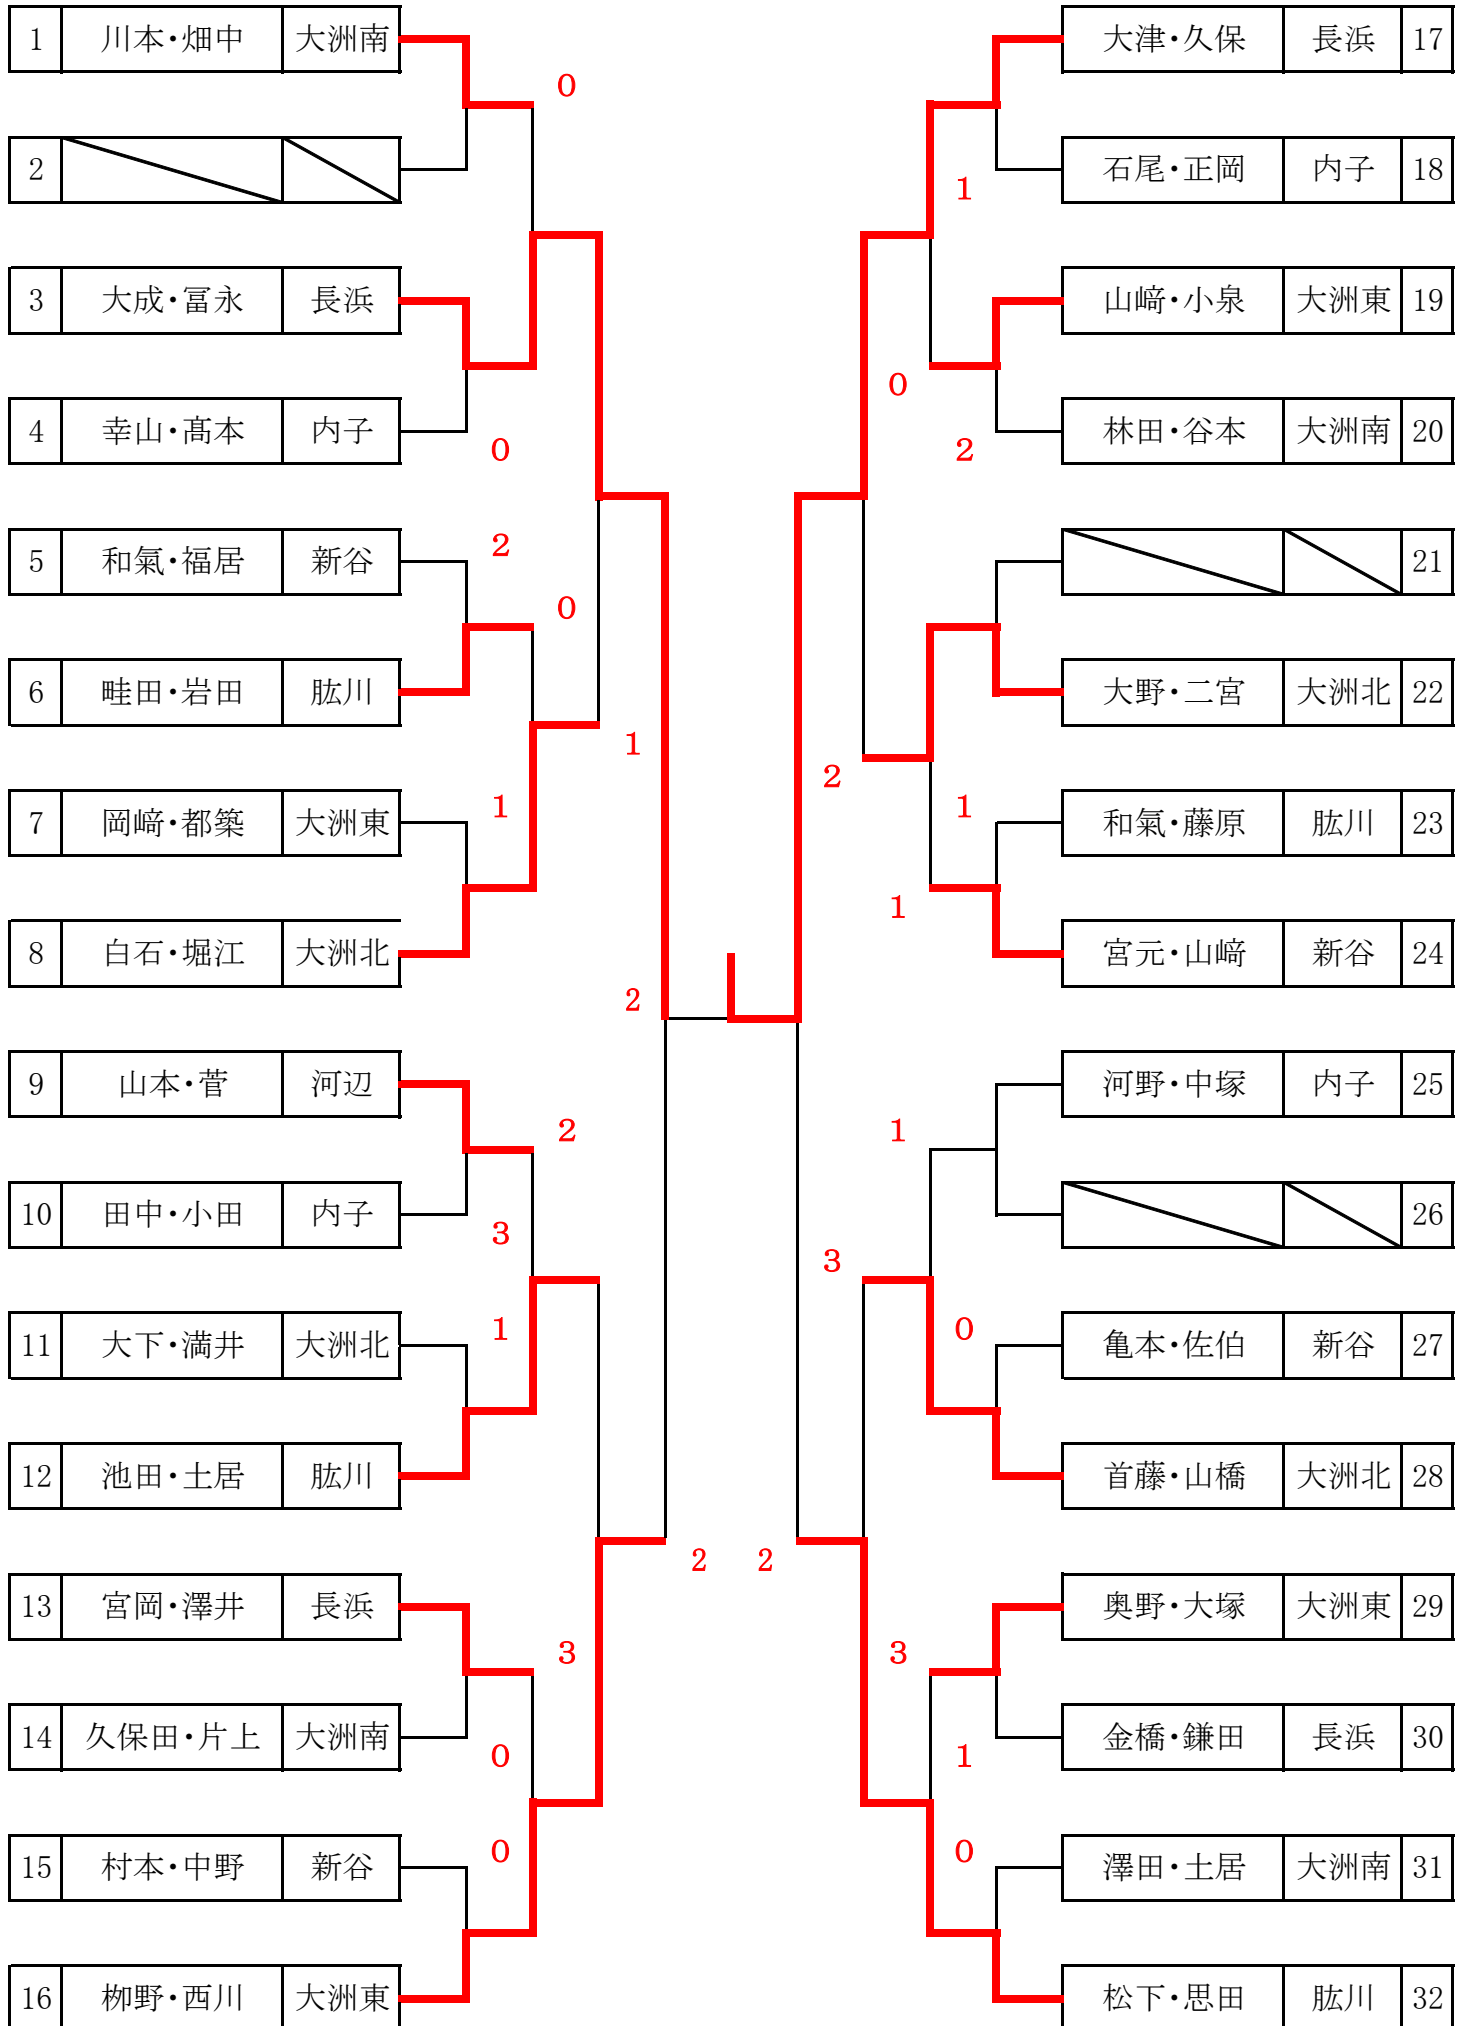 1 川本・畑中 大洲南
0
2
3 大成・冨永 長浜
4 幸山・髙本 内子
0
5 和氣・福居 新谷
2
0
6 畦田・岩田 肱川
1
7 岡﨑・都築 大洲東
1
8 白石・堀江 大洲北
2
9 山本・菅 河辺
2
10 田中・小田 内子
3
11 大下・満井 大洲北
1
12 池田・土居 肱川
2
13 宮岡・澤井 長浜
3
14 久保田・片上 大洲南
0
15 村本・中野 新谷
0
16 栁野・西川 大洲東
大津・久保 長浜 17
石尾・正岡 内子 18
1
山﨑・小泉 大洲東 19
0
林田・谷本 大洲南 20
2
21
大野・二宮 大洲北 22
2
和氣・藤原 肱川 23
1
1
宮元・山﨑 新谷 24
河野・中塚 内子 25
1
26
3
亀本・佐伯 新谷 27
0
首藤・山橋 大洲北 28
2
奥野・大塚 大洲東 29
3
金橋・鎌田 長浜 30
1
澤田・土居 大洲南 31
0
松下・思田 肱川 32